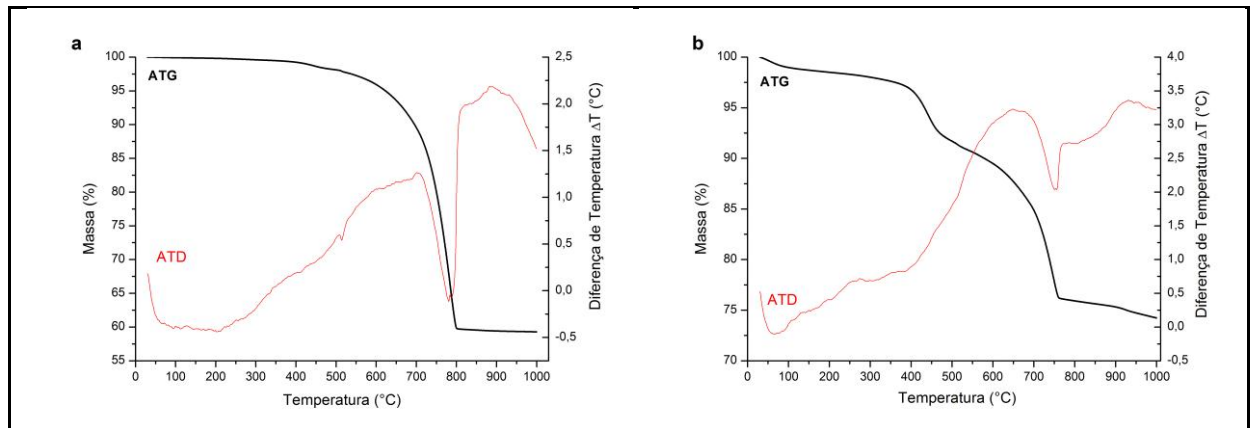 a
100
95
90
85
80
75
70
65
60
55
Massa (%)
ATG
ATD
2,5
2,0
1,5
1,0
0,5
0,0
-0,5
Diferença de Temperatura ΔT (°C)
0 100 200 300 400 500 600 700 800 900 1000
Temperatura (°C)
b
100
95
90
85
80
75
70
Massa (%)
ATG
ATD
4,0
3,5
3,0
2,5
2,0
1,5
1,0
0,5
0,0
-0,5
Diferença de Temperatura ΔT (°C)
0 100 200 300 400 500 600 700 800 900 1000
Temperatura (°C)